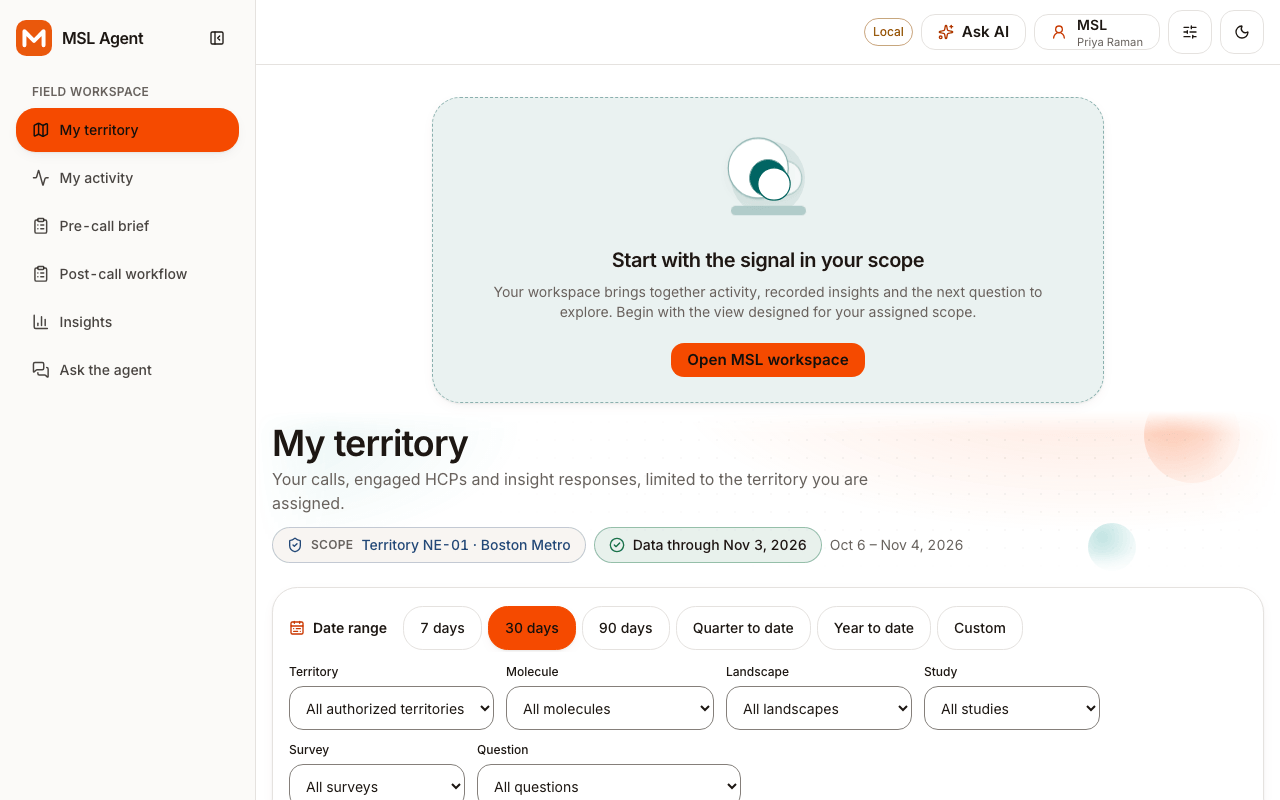 MSL Agent
Local
Ask AI
MSL
Priya Raman
FIELD WORKSPACE
My territory
My activity
Pre-call brief
Post-call workflow
Insights
Ask the agent
Start with the signal in your scope
Your workspace brings together activity, recorded insights and the next question to
explore. Begin with the view designed for your assigned scope.
Open MSL workspace
My territory
Your calls, engaged HCPs and insight responses, limited to the territory you are
assigned.
SCOPE Territory NE-01 · Boston Metro Data through Nov 3, 2026 Oct 6 – Nov 4, 2026
Date range 7 days 30 days 90 days Quarter to date Year to date Custom
Territory Molecule Landscape Study
All authorized territories All molecules All landscapes All studies
Survey Question
All surveys All questions